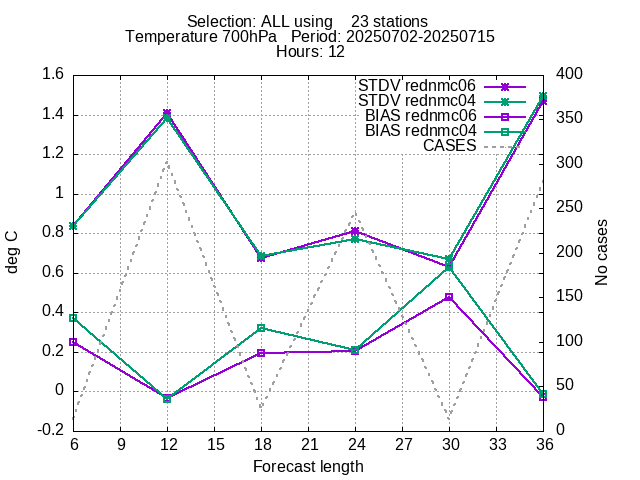 Selection: ALL using    23 stations
Temperature 700hPa   Period: 20250702-20250715
Hours: 12
STDV rednmc06
STDV rednmc04
BIAS rednmc06
BIAS rednmc04
CASES
1.6
1.4
1.2
1
0.8
0.6
0.4
0.2
0
-0.2
deg C
400
350
300
250
200
150
100
50
0
No cases
6 9 12 15 18 21 24 27 30 33 36
Forecast length